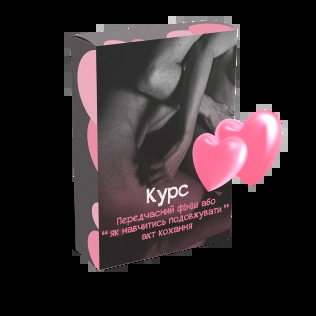 Курс
Передчасний фініш або
“ як навчитись подовжувати ”
акт кохання